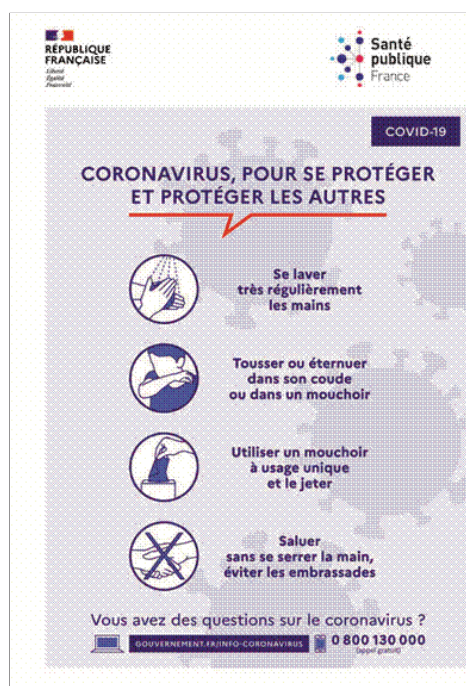 RÉPUBLIQUE
FRANÇAISE
Liberté
Égalité
Fraternité
Santé
publique
France
COVID-19
CORONAVIRUS, POUR SE PROTÉGER
ET PROTÉGER LES AUTRES
Se laver
très régulièrement
les mains
Tousser ou éternuer
dans son coude
ou dans un mouchoir
Utiliser un mouchoir
à usage unique
et le jeter
Saluer
sans se serrer la main,
éviter les embrassades
Vous avez des questions sur le coronavirus ?
GOUVERNEMENT.FR/INFO-CORONAVIRUS
0 800 130 000
(appel gratuit)